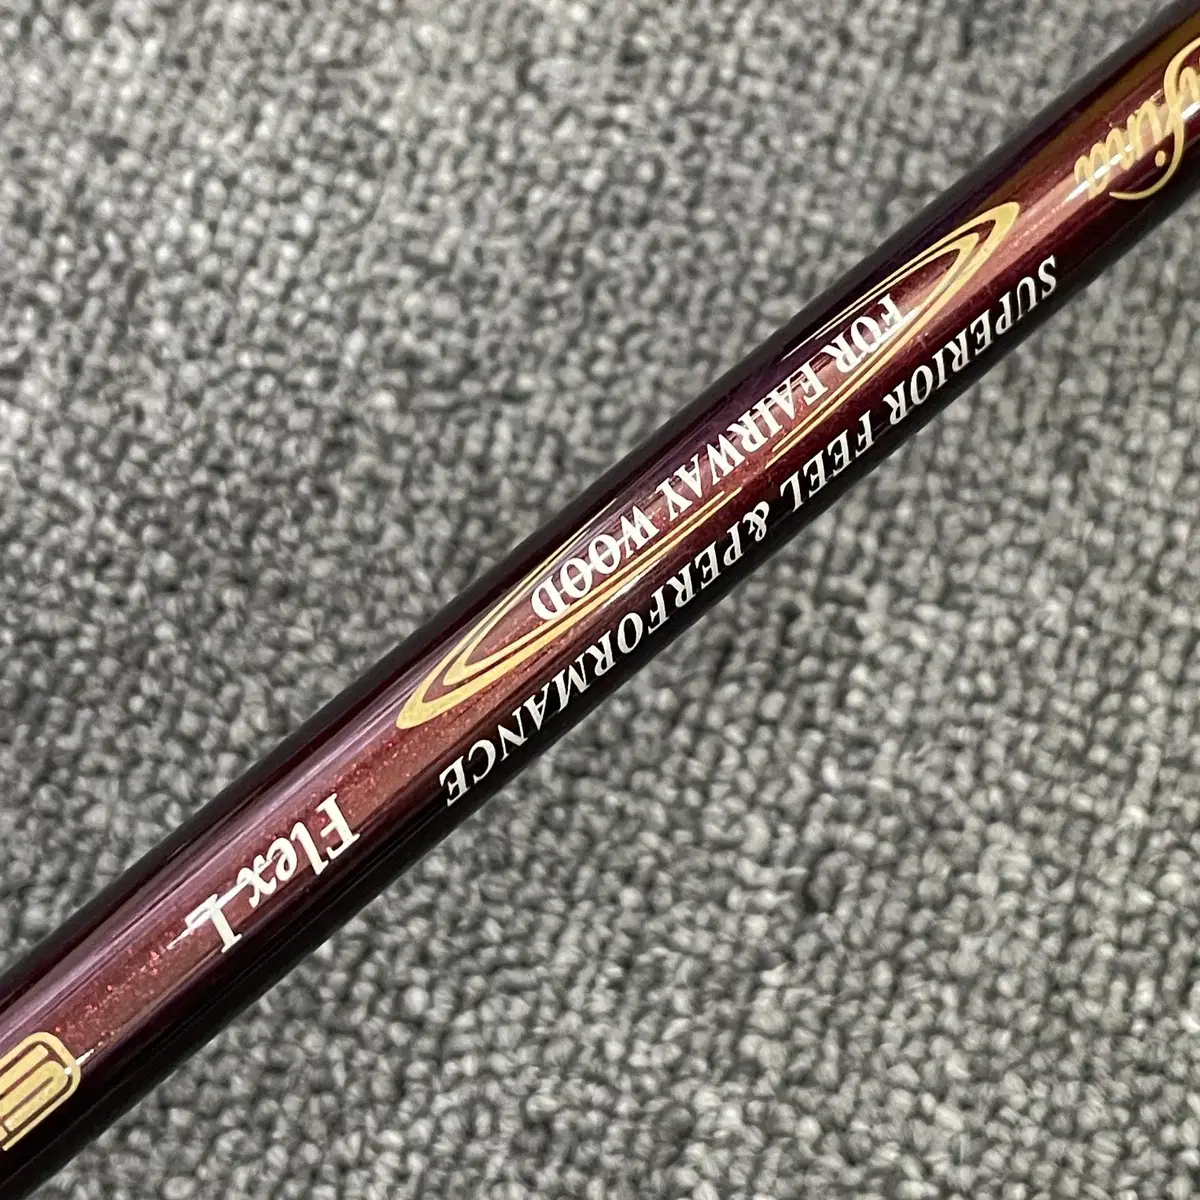 FOR FAIRWAY WOOD
SUPERIOR FEEL & PERFORMANCE
Flex L